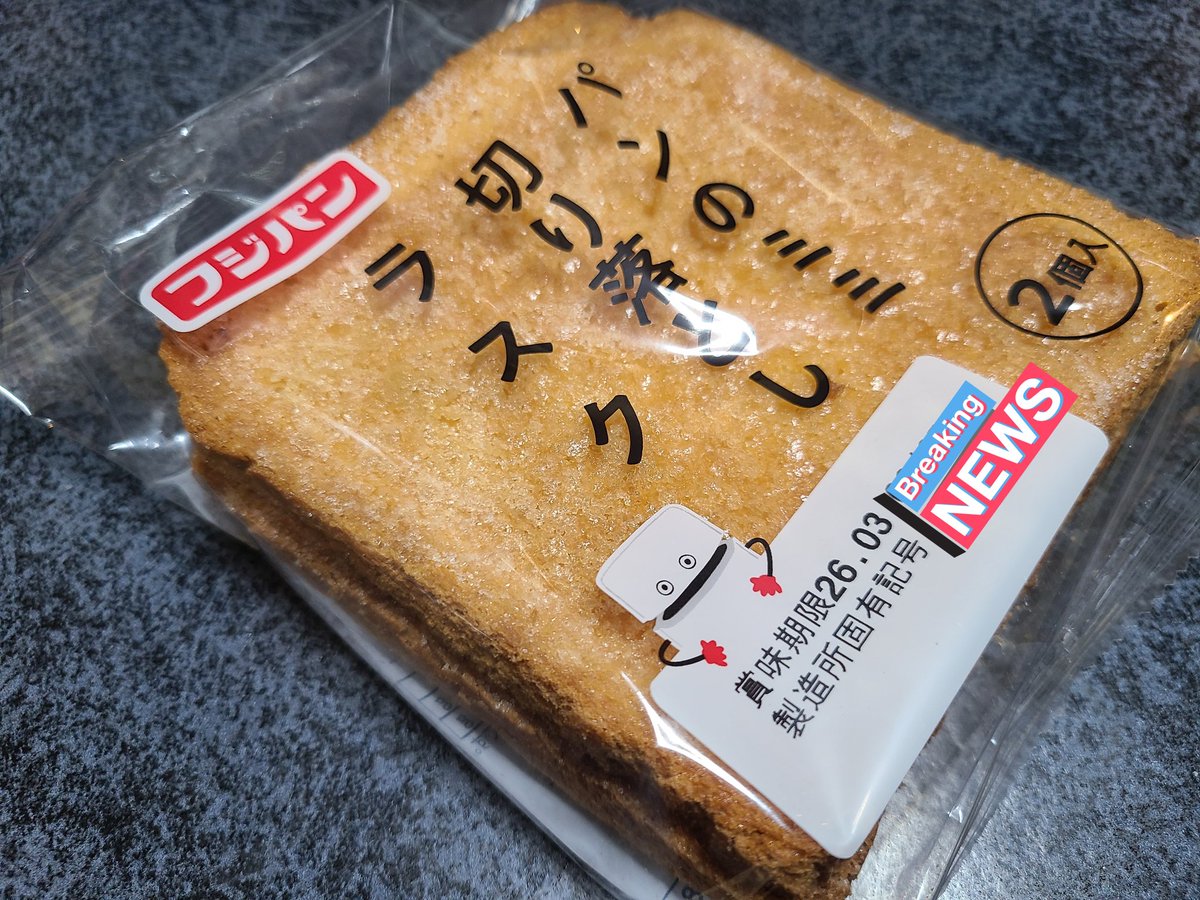 フジパン
パンのミミ
切り落とし
ラスク
2個入
Breaking
NEWS
賞味期限26.03
製造所固有記号